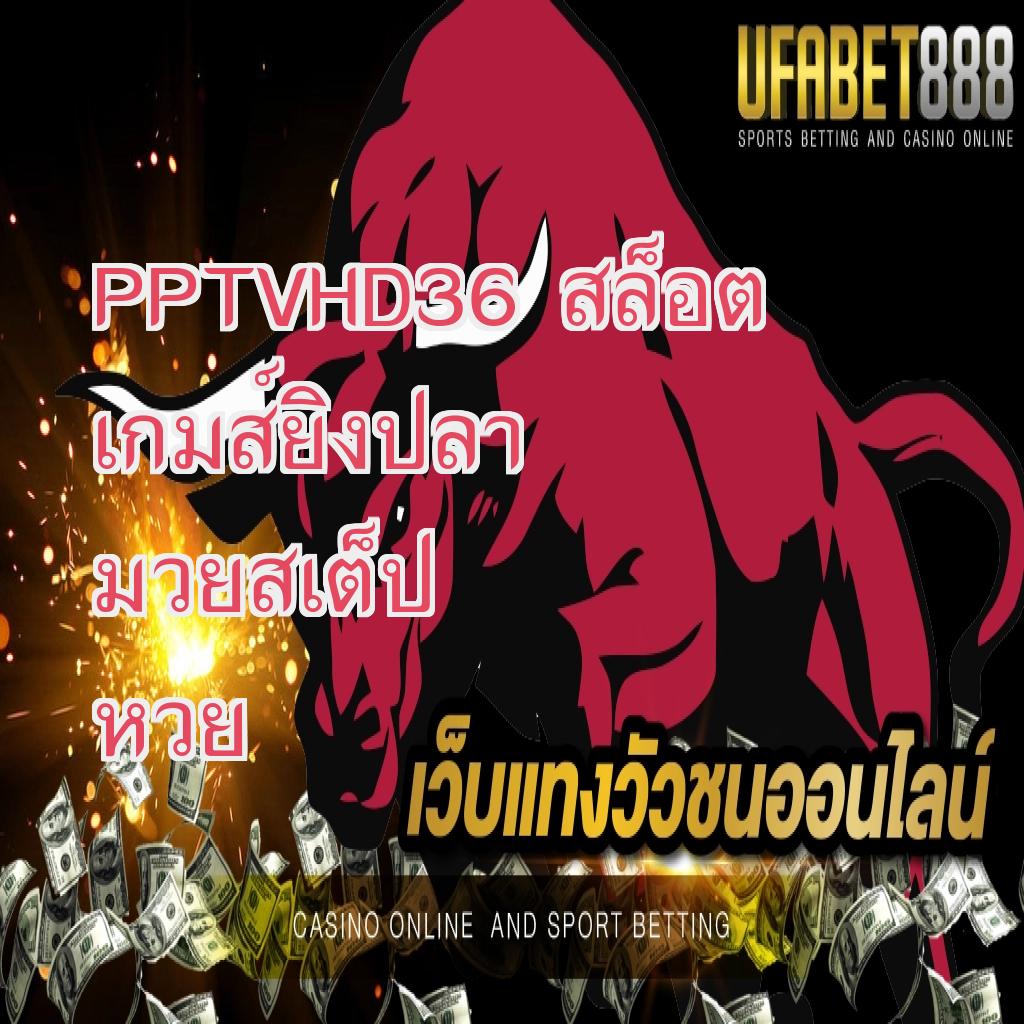 UFABET888
SPORTS BETTING AND CASINO ONLINE
PPTVHD36 สล็อต
เกมส์ยิงปลา
มวยสเต็ป
หวย
เว็บแทงวัวชนออนไลน์
CASINO ONLINE AND SPORT BETTING